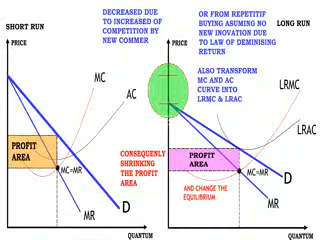 SHORT RUN
DECREASED DUE
TO INCREASED OF
COMPETITION BY
NEW COMMER
OR FROM REPETITIF
BUYING ASUMING NO
NEW INOVATION DUE
TO LAW OF DEMINISING
RETURN
LONG RUN
PRICE
MC
AC
PROFIT
AREA
MC=MR
MR
D
QUANTUM
CONSEQUENLY
SHRINKING
THE PROFIT
AREA
PRICE
ALSO TRANSFORM
MC AND AC
CURVE INTO
LRMC & LRAC
LRMC
LRAC
PROFIT
AREA
MC=MR
AND CHANGE THE
EQUILIBRIUM.
D
MR
QUANTUM